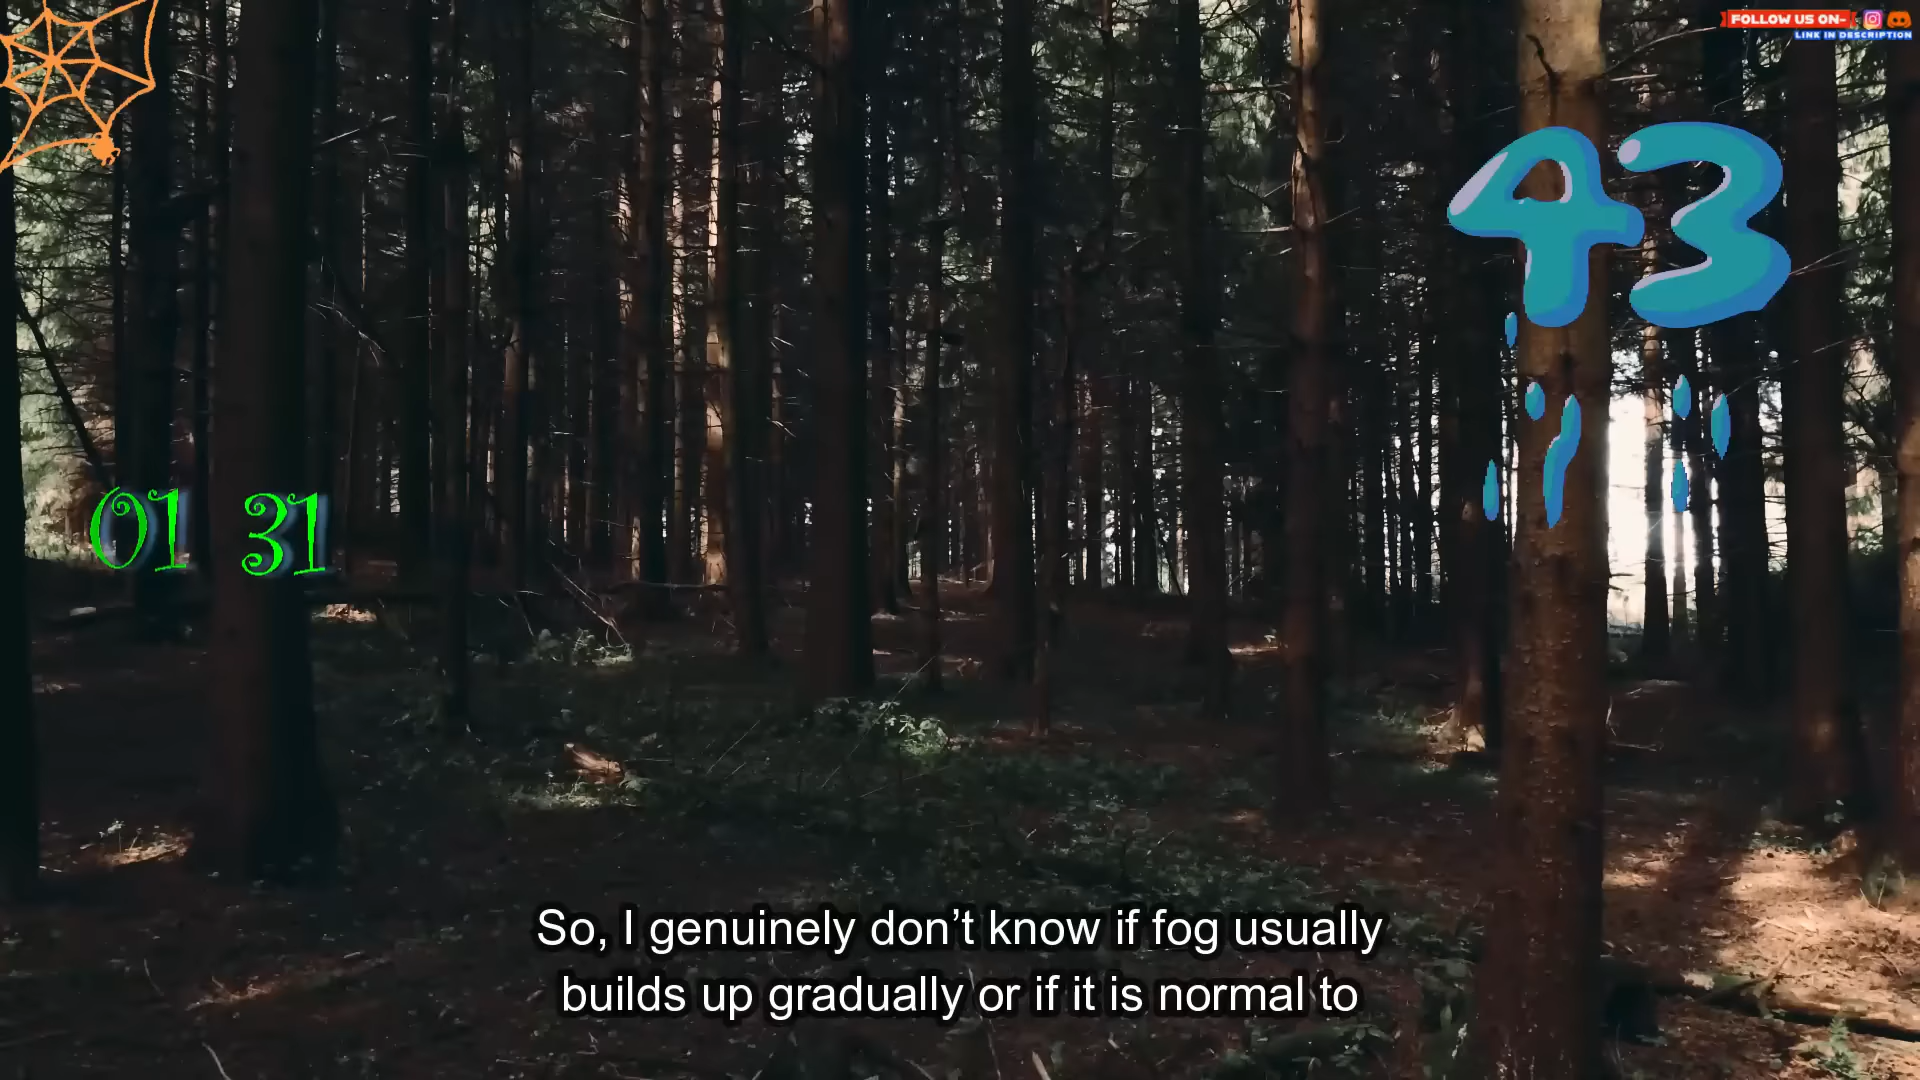 FOLLOW US ON-
LINK IN DESCRIPTION
43
01 31
So, I genuinely don’t know if fog usually
builds up gradually or if it is normal to